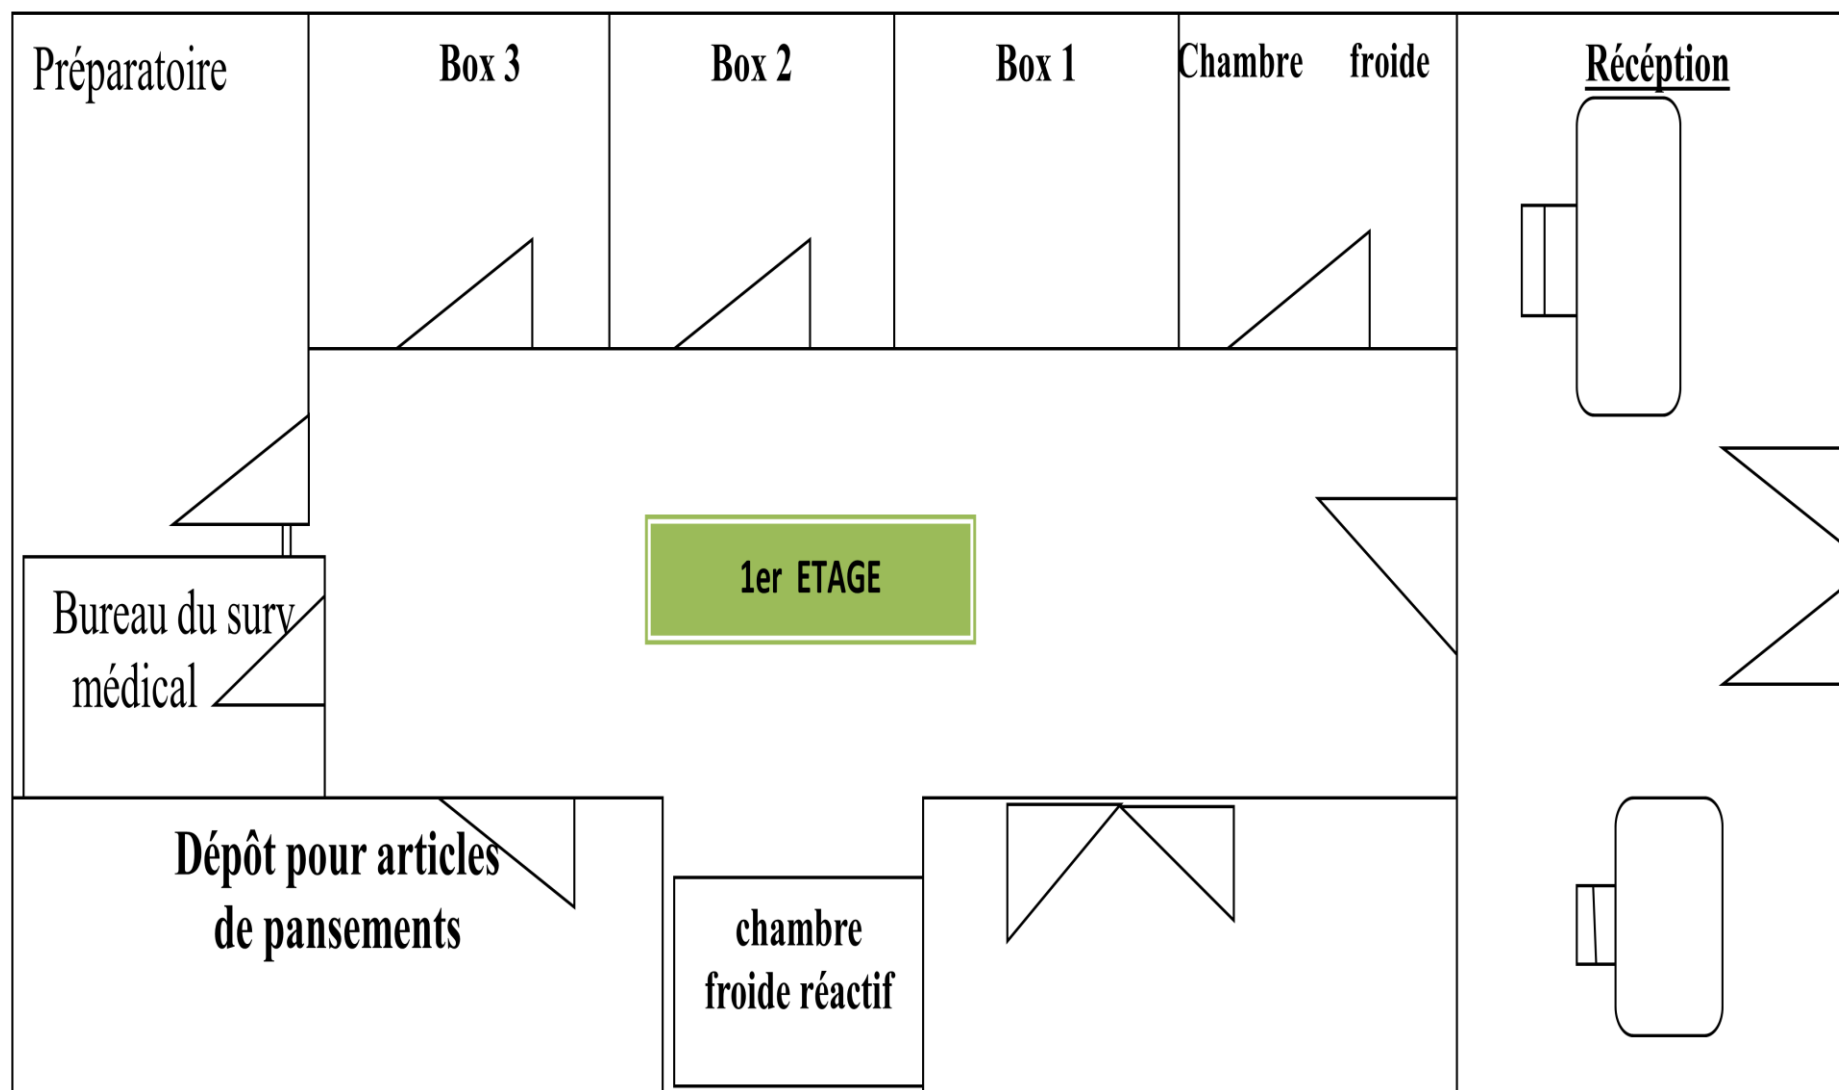 Préparatoire
Box 3
Box 2
Box 1
Chambre froide
Récéption
1er ETAGE
Bureau du surv
médical
Dépôt pour articles
de pansements
chambre
froide réactif